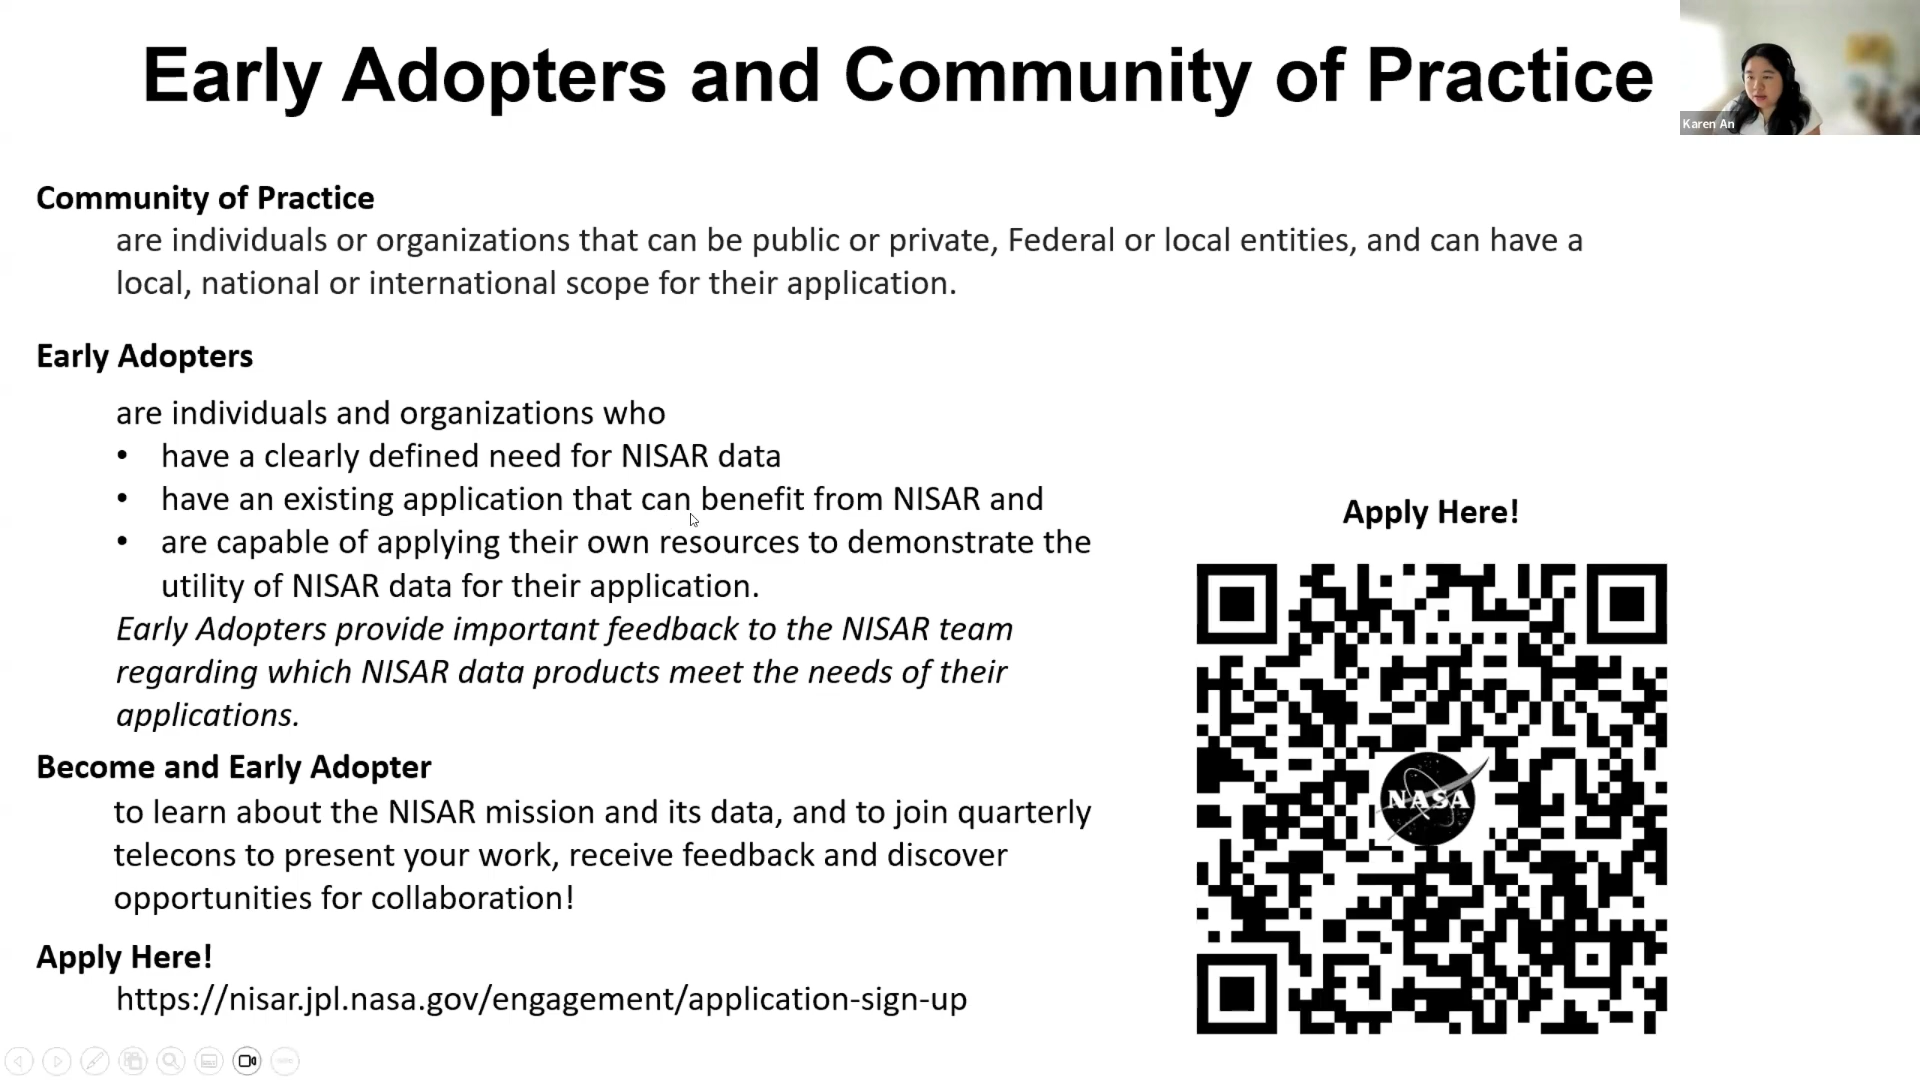 Early Adopters and Community of Practice
Karen An
Community of Practice
are individuals or organizations that can be public or private, Federal or local entities, and can have a
local, national or international scope for their application.
Early Adopters
are individuals and organizations who
• have a clearly defined need for NISAR data
• have an existing application that can benefit from NISAR and
• are capable of applying their own resources to demonstrate the
utility of NISAR data for their application.
Early Adopters provide important feedback to the NISAR team
regarding which NISAR data products meet the needs of their
applications.
Become and Early Adopter
to learn about the NISAR mission and its data, and to join quarterly
telecons to present your work, receive feedback and discover
opportunities for collaboration!
Apply Here!
https://nisar.jpl.nasa.gov/engagement/application-sign-up
Apply Here!
NASA